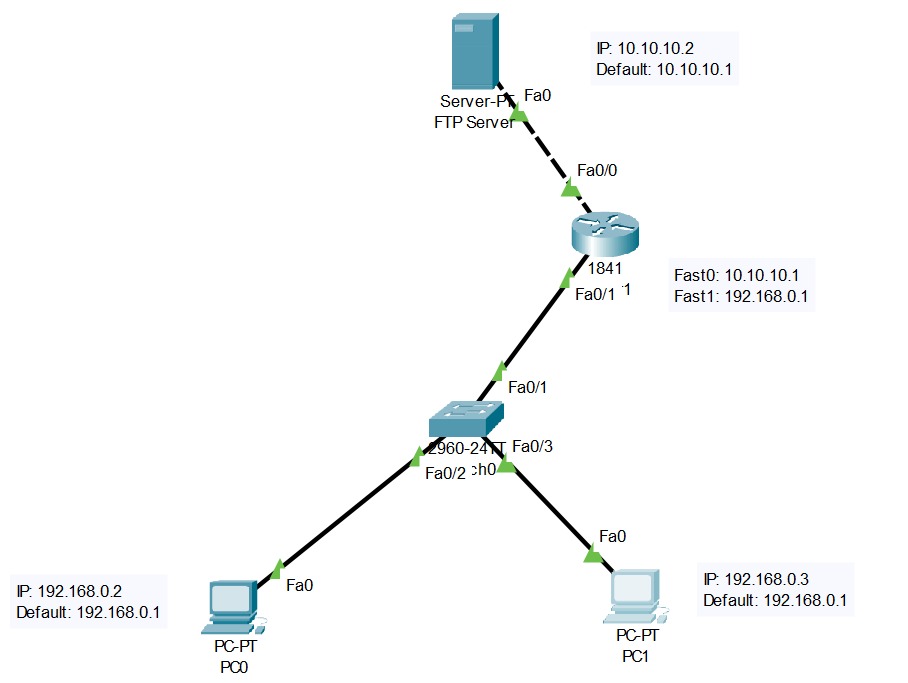 IP: 10.10.10.2
Default: 10.10.10.1
Fa0
Server-PT
FTP Server
Fa0/0
1841
Fa0/1
1
Fast0: 10.10.10.1
Fast1: 192.168.0.1
Fa0/1
2960-24TT
Fa0/3
Fa0/2
ch0
Fa0
Fa0
IP: 192.168.0.2
Default: 192.168.0.1
PC-PT
PC0
IP: 192.168.0.3
Default: 192.168.0.1
PC-PT
PC1